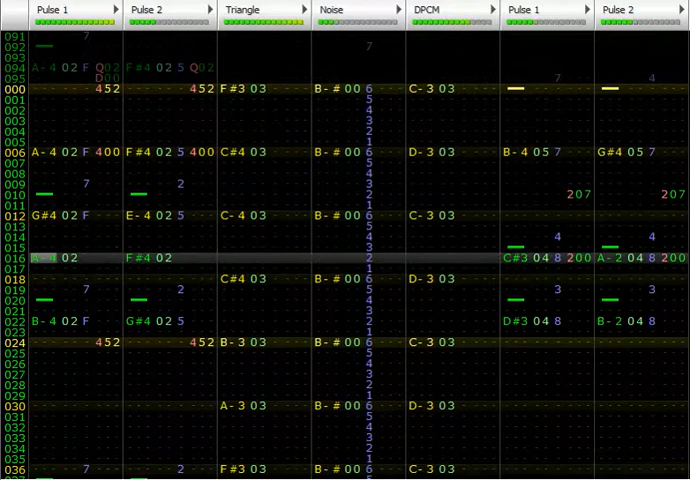 Pulse 1 Pulse 2 Triangle Noise DPCM Pulse 1 Pulse 2
091 7
092 7
093
094 A-4 02 F Q02 F#4 02 5 Q02
095 D00 7 4
000 452 452 F#3 03 B-# 00 6 C-3 03
001 5
002 4
003 3
004 2
005 1
006 A-4 02 F 400 F#4 02 5 400 C#4 03 B-# 00 6 D-3 03 B-4 05 7 G#4 05 7
007 5
008 4
009 7 2 3
010 2 207 207
011 1
012 G#4 02 F E-4 02 5 C-4 03 B-# 00 6 C-3 03
013 5
014 4 4 4
015 3
016 A-4 02 F#4 02 2 C#3 04 8 200 A-2 04 8 200
017 1
018 C#4 03 B-# 00 6 D-3 03
019 7 2 5 3 3
020 4
021 3
022 B-4 02 F G#4 02 5 2 D#3 04 8 B-2 04 8
023 1
024 452 452 B-3 03 B-# 00 6 C-3 03
025 5
026 4
027 3
028 2
029 1
030 A-3 03 B-# 00 6 D-3 03
031 5
032 4
033 3
034 2
035 1
036 7 2 F#3 03 B-# 00 6 C-3 03